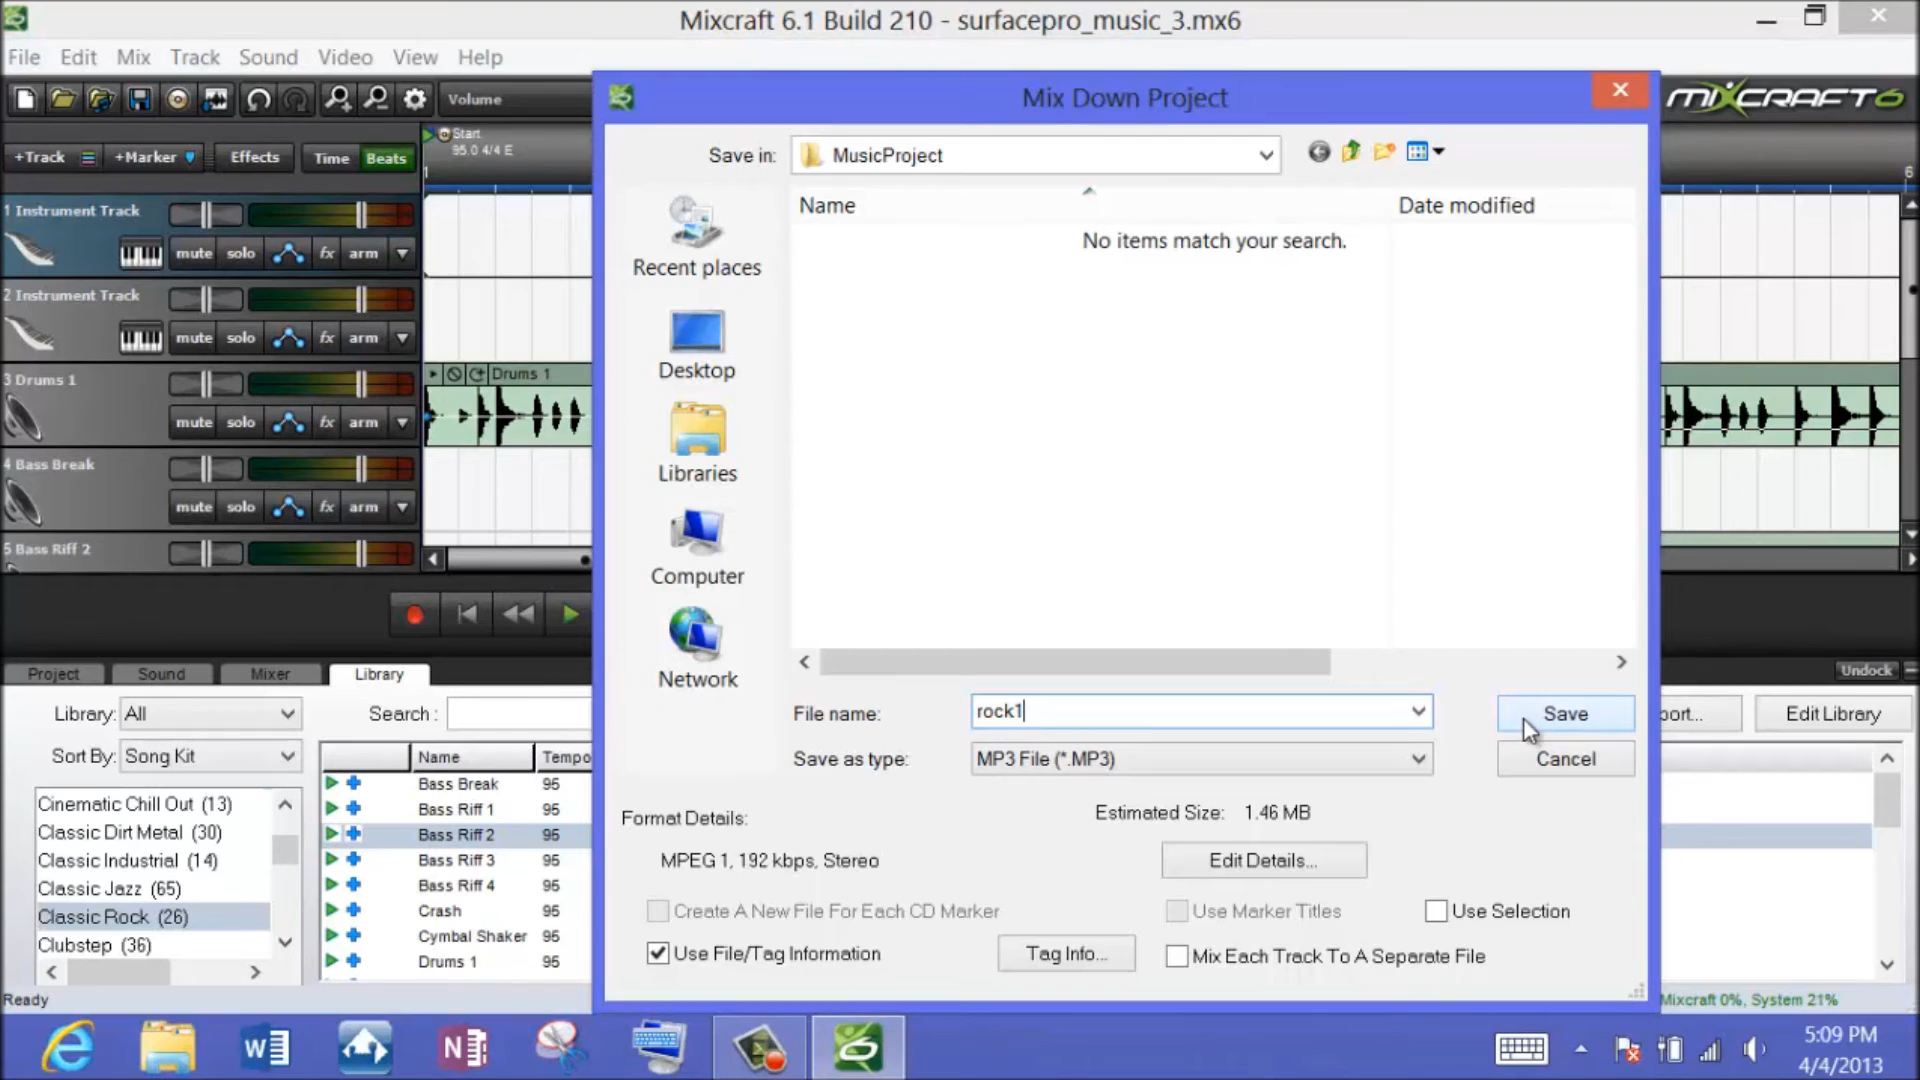 Mixcraft 6.1 Build 210 - surfacepro_music_3.mx6
File Edit Mix Track Sound Video View Help
Volume
MIXCRAFT 6
+Track +Marker Effects Time Beats
Start
95.0 4/4 E
1
6
1 Instrument Track
mute solo fx arm
2 Instrument Track
mute solo fx arm
3 Drums 1
mute solo fx arm
Drums 1
4 Bass Break
mute solo fx arm
5 Bass Riff 2
Project Sound Mixer Library
Undock
Library: All Search :
port... Edit Library
Sort By: Song Kit
Name Tempo
Cinematic Chill Out (13)
Classic Dirt Metal (30)
Classic Industrial (14)
Classic Jazz (65)
Classic Rock (26)
Clubstep (36)
Bass Break 95
Bass Riff 1 95
Bass Riff 2 95
Bass Riff 3 95
Bass Riff 4 95
Crash 95
Cymbal Shaker 95
Drums 1 95
Ready
Mixcraft 0%, System 21%
Mix Down Project
Save in: MusicProject
Name Date modified
No items match your search.
Recent places
Desktop
Libraries
Computer
Network
File name: rock1 Save
Save as type: MP3 File (*.MP3) Cancel
Format Details: Estimated Size: 1.46 MB
MPEG 1, 192 kbps, Stereo Edit Details...
Create A New File For Each CD Marker Use Marker Titles Use Selection
Use File/Tag Information Tag Info... Mix Each Track To A Separate File
5:09 PM
4/4/2013